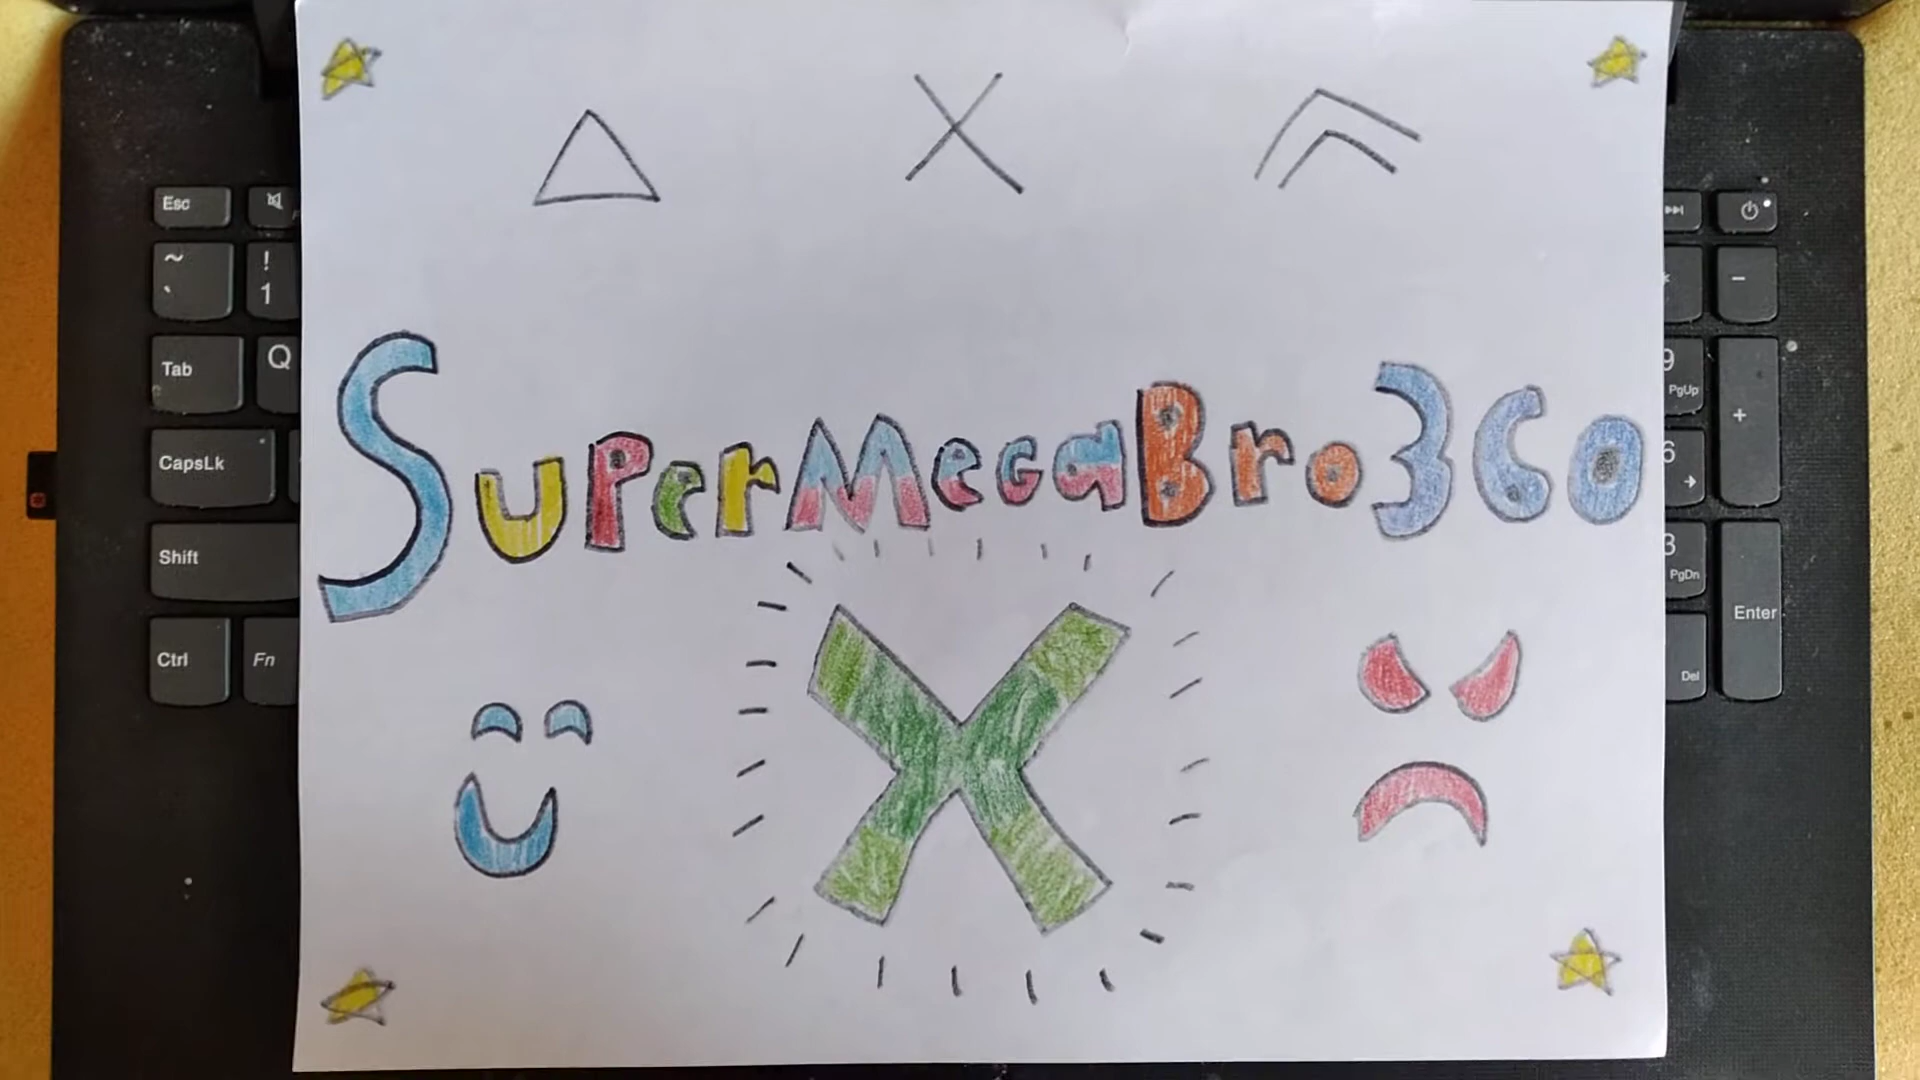 SuperMegaBro360
X
Esc
~
`
!
1
Tab
Q
CapsLk
Shift
Ctrl
Fn
-
9
PgUp
+
6
3
PgDn
Enter
Del